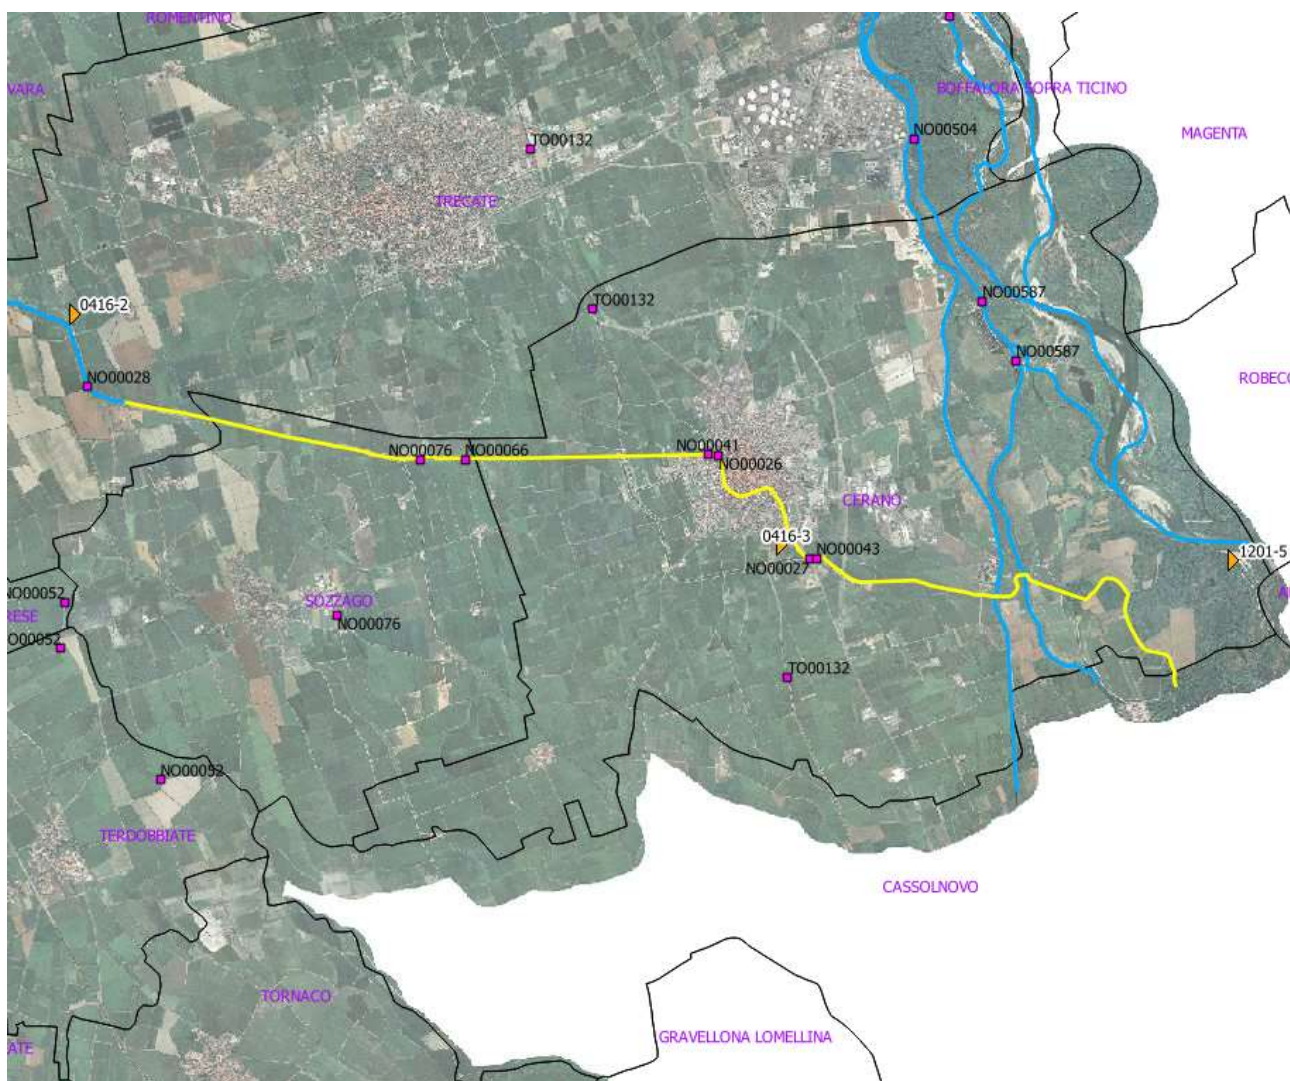 ROMENTINO
VARA
BOFFALORA SOPRA TICINO
MAGENTA
NO00504
TO00132
TRECATE
NO00587
0416-2
TO00132
NO00587
ROBECC
NO00028
NO00041
NO00076
NO00066
NO00026
CERANO
0416-3
NO00043
1201-5
NO00027
NO00052
SOZZAGO
RESE
NO00076
O00052
TO00132
NO00052
TERDOBBIATE
CASSOLNOVO
TORNACO
GRAVELLONA LOMELLINA
ATE